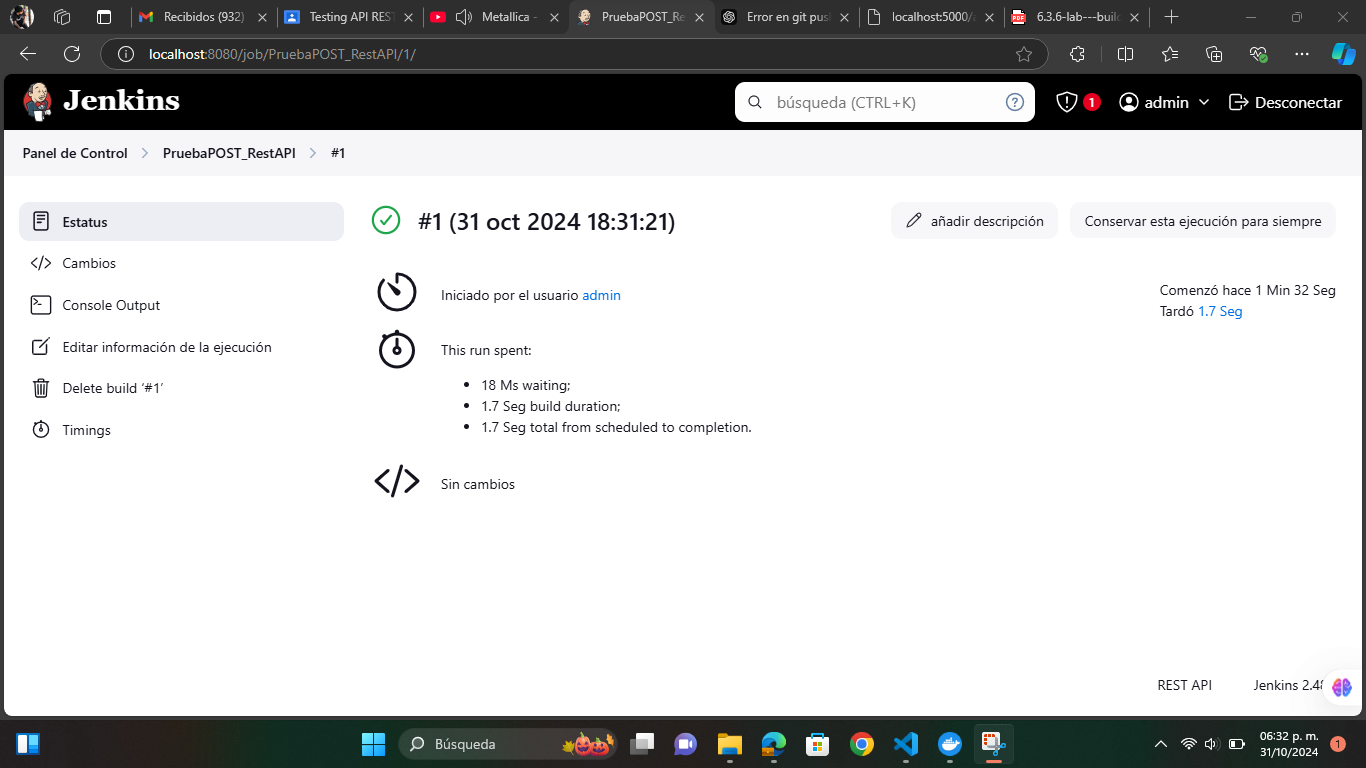 Recibidos (932)
Testing API REST
Metallica -
PruebaPOST_Re
Error en git pus
localhost:5000/
6.3.6-lab---buil
localhost:8080/job/PruebaPOST_RestAPI/1/
Jenkins
búsqueda (CTRL+K)
1
admin
Desconectar
Panel de Control
PruebaPOST_RestAPI
#1
Estatus
Cambios
Console Output
Editar información de la ejecución
Delete build ‘#1’
Timings
#1 (31 oct 2024 18:31:21)
añadir descripción
Conservar esta ejecución para siempre
Iniciado por el usuario admin
Comenzó hace 1 Min 32 Seg
Tardó 1.7 Seg
This run spent:
18 Ms waiting;
1.7 Seg build duration;
1.7 Seg total from scheduled to completion.
Sin cambios
REST API
Jenkins 2.48
Búsqueda
06:32 p. m.
31/10/2024
1